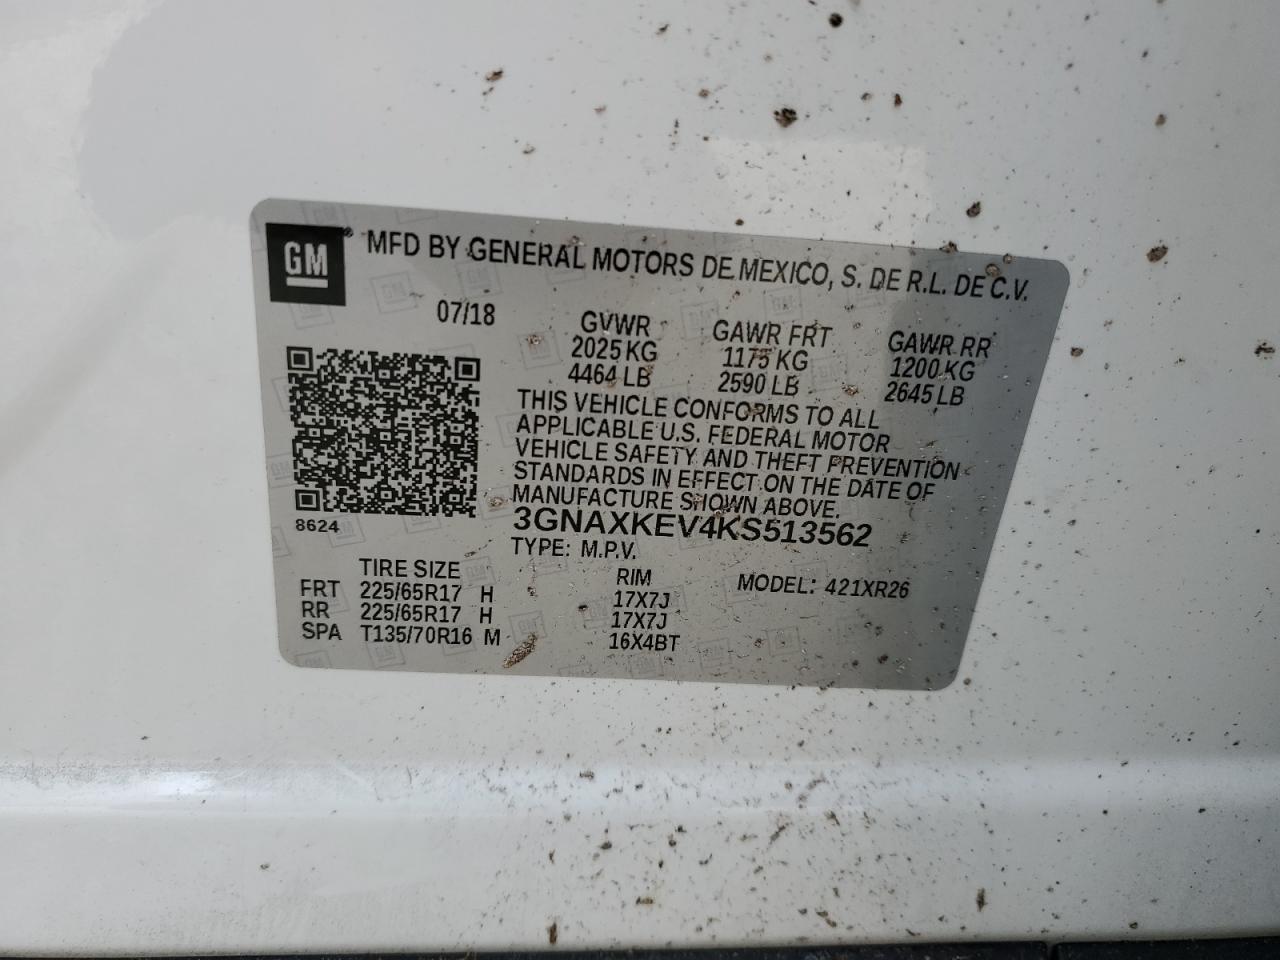 GM® MFD BY GENERAL MOTORS DE MEXICO, S. DE R.L. DE C.V.
07/18 GVWR GAWR FRT GAWR RR
2025 KG 1175 KG 1200 KG
4464 LB 2590 LB 2645 LB
THIS VEHICLE CONFORMS TO ALL
APPLICABLE U.S. FEDERAL MOTOR
VEHICLE SAFETY AND THEFT PREVENTION
STANDARDS IN EFFECT ON THE DATE OF
MANUFACTURE SHOWN ABOVE.
8624 3GNAXKEV4KS513562
TYPE: M.P.V.
TIRE SIZE RIM MODEL: 421XR26
FRT 225/65R17 H 17X7J
RR 225/65R17 H 17X7J
SPA T135/70R16 M 16X4BT